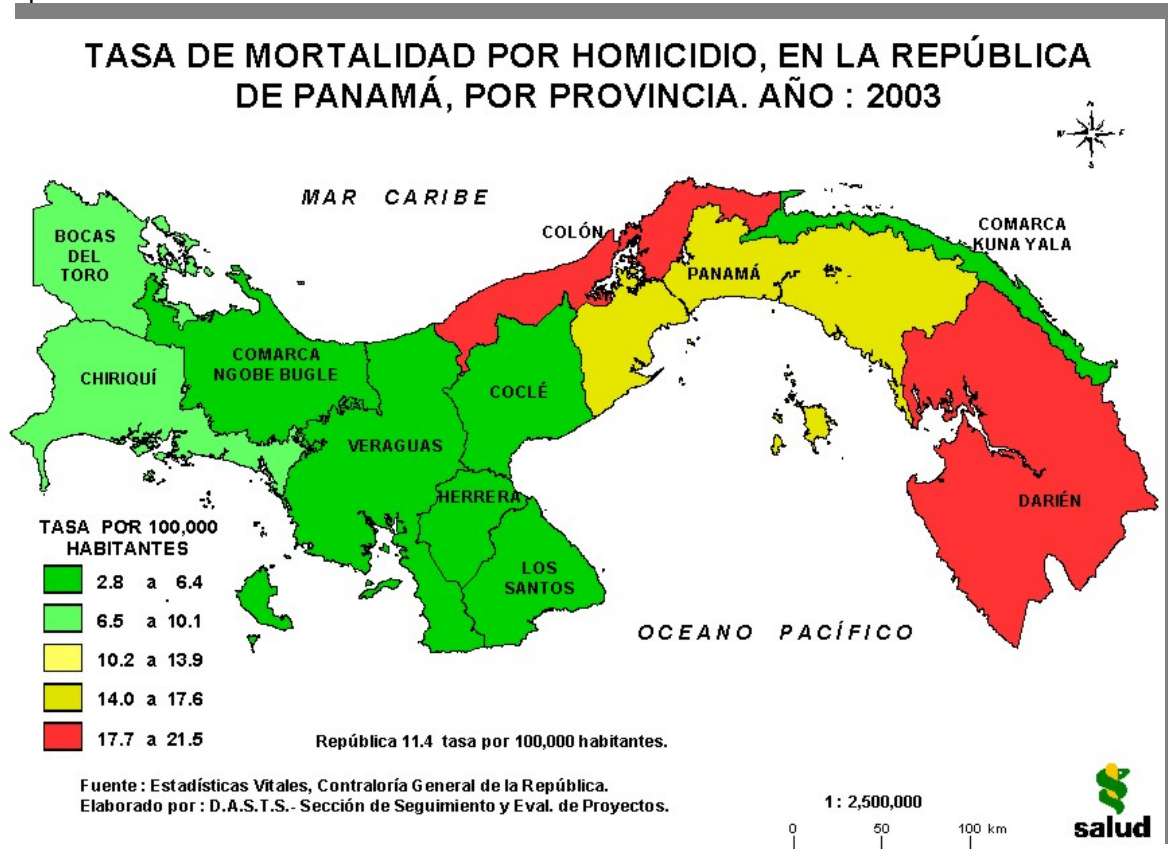 TASA DE MORTALIDAD POR HOMICIDIO, EN LA REPÚBLICA
DE PANAMÁ, POR PROVINCIA. AÑO : 2003
N
W E
S
MAR CARIBE
BOCAS
DEL
TORO
COLÓN
COMARCA
KUNA YALA
PANAMÁ
COMARCA
NGOBE BUGLE
CHIRIQUÍ
COCLÉ
VERAGUAS
HERRERA
DARIÉN
LOS
SANTOS
OCEANO PACÍFICO
TASA POR 100,000
HABITANTES
2.8 a 6.4
6.5 a 10.1
10.2 a 13.9
14.0 a 17.6
17.7 a 21.5
República 11.4 tasa por 100,000 habitantes.
Fuente : Estadísticas Vitales, Contraloría General de la República.
Elaborado por : D.A.S.T.S.- Sección de Seguimiento y Eval. de Proyectos.
1 : 2,500,000
0 50 100 km
salud